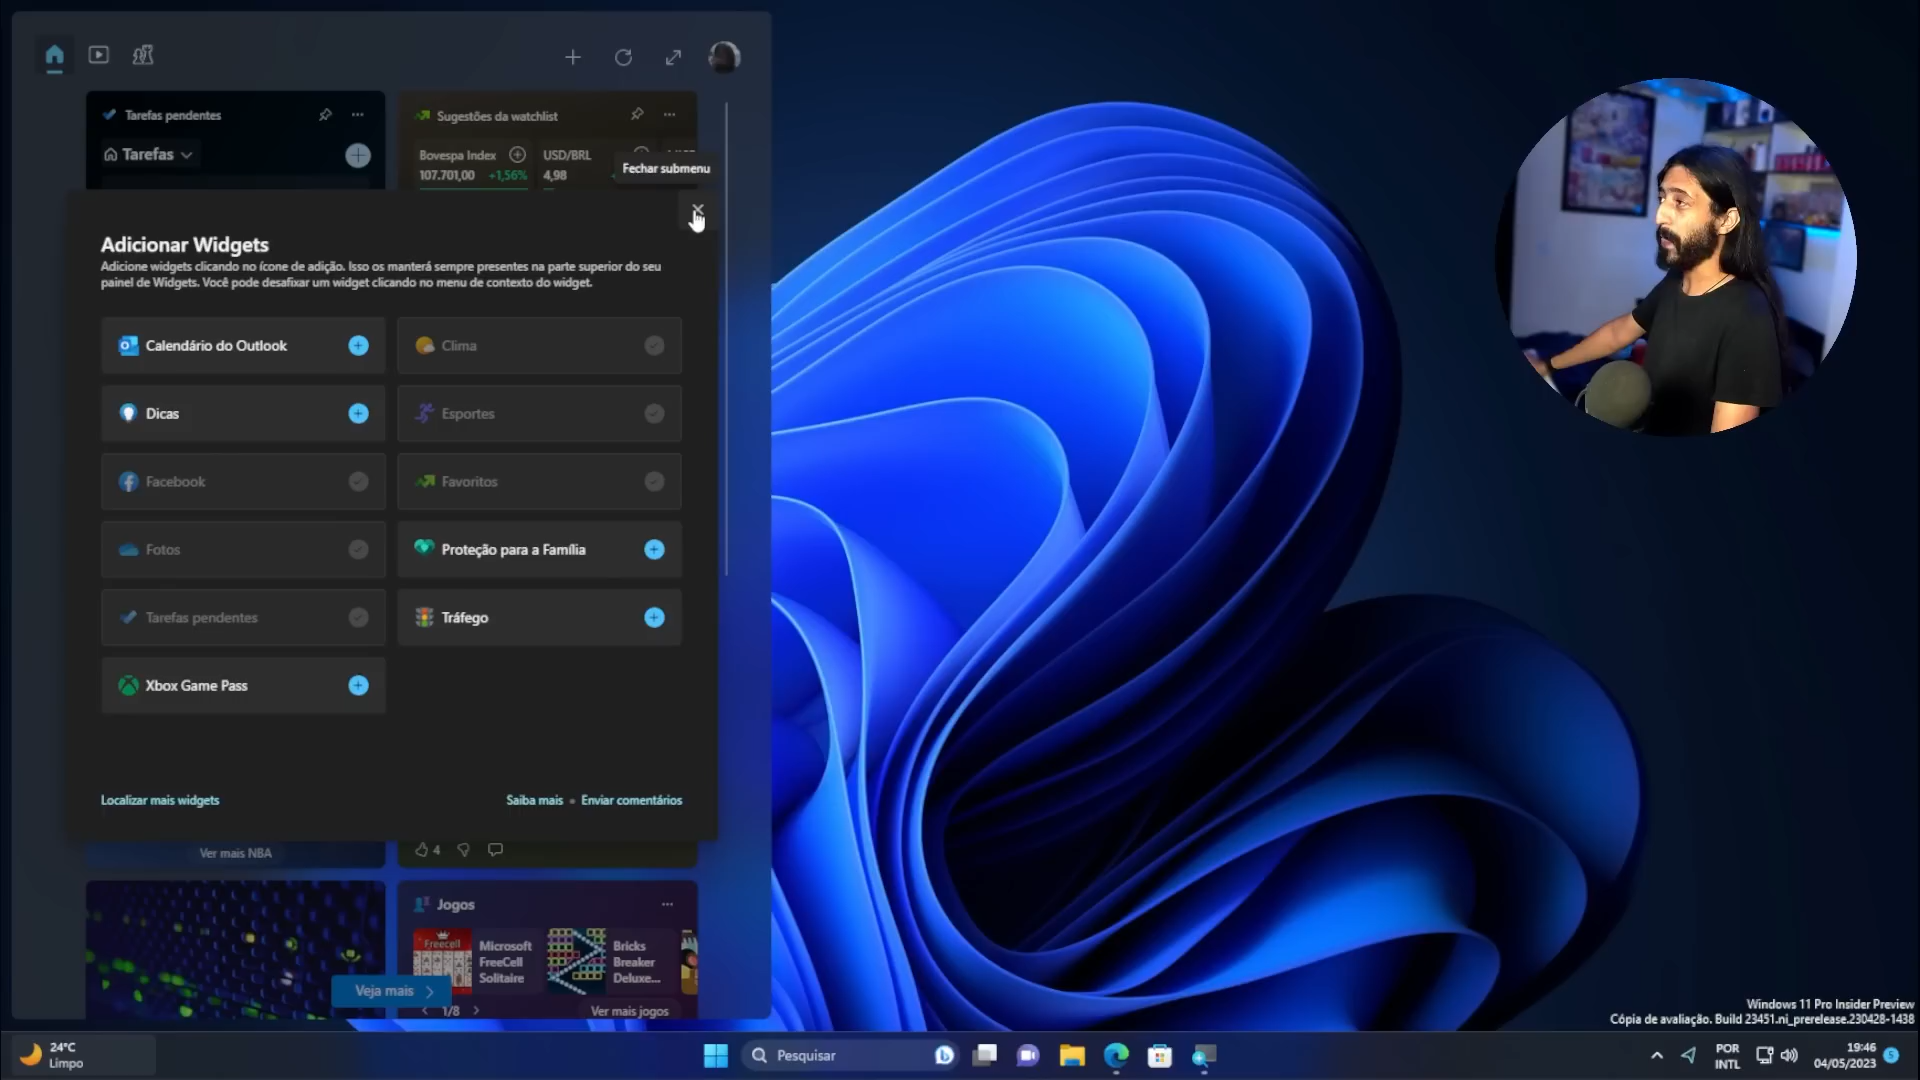 Tarefas pendentes
Sugestões da watchlist
Tarefas
Bovespa Index
USD/BRL
107.701,00 +1,56%
4,98
Fechar submenu
Adicionar Widgets
Adicione widgets clicando no ícone de adição. Isso os manterá sempre presentes na parte superior do seu
painel de Widgets. Você pode desafixar um widget clicando no menu de contexto do widget.
Calendário do Outlook
Clima
Dicas
Esportes
Facebook
Favoritos
Fotos
Proteção para a Família
Tarefas pendentes
Tráfego
Xbox Game Pass
Localizar mais widgets
Saiba mais • Enviar comentários
Ver mais NBA
4
Jogos
Freecell
Microsoft
FreeCell
Solitaire
Bricks
Breaker
Deluxe...
Veja mais
1/8
Ver mais jogos
Windows 11 Pro Insider Preview
Cópia de avaliação. Build 23451.ni_prerelease.230428-1438
24°C
Limpo
Pesquisar
POR
INTL
19:46
04/05/2023
5